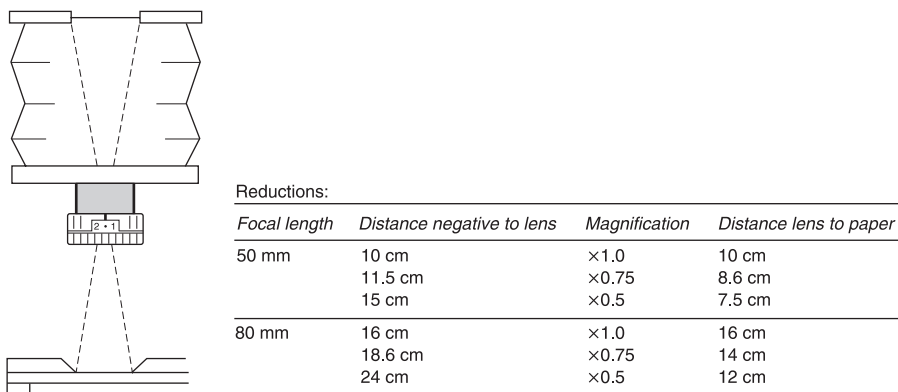 2 • 1
Reductions:
Focal length Distance negative to lens Magnification Distance lens to paper
50 mm 10 cm ×1.0 10 cm
11.5 cm ×0.75 8.6 cm
15 cm ×0.5 7.5 cm
80 mm 16 cm ×1.0 16 cm
18.6 cm ×0.75 14 cm
24 cm ×0.5 12 cm